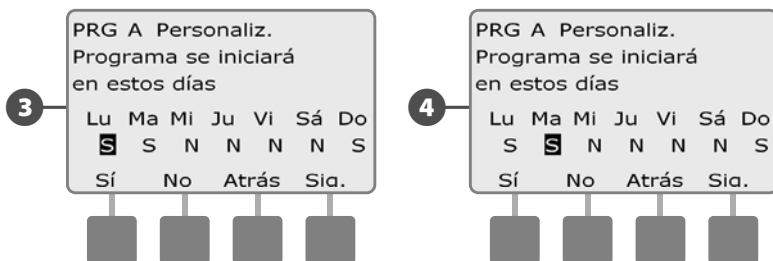 3
PRG A Personaliz.
Programa se iniciará
en estos días
Lu Ma Mi Ju Vi Sá Do
S S N N N N S
Sí No Atrás Sig.
4
PRG A Personaliz.
Programa se iniciará
en estos días
Lu Ma Mi Ju Vi Sá Do
S S N N N N S
Sí No Atrás Sig.